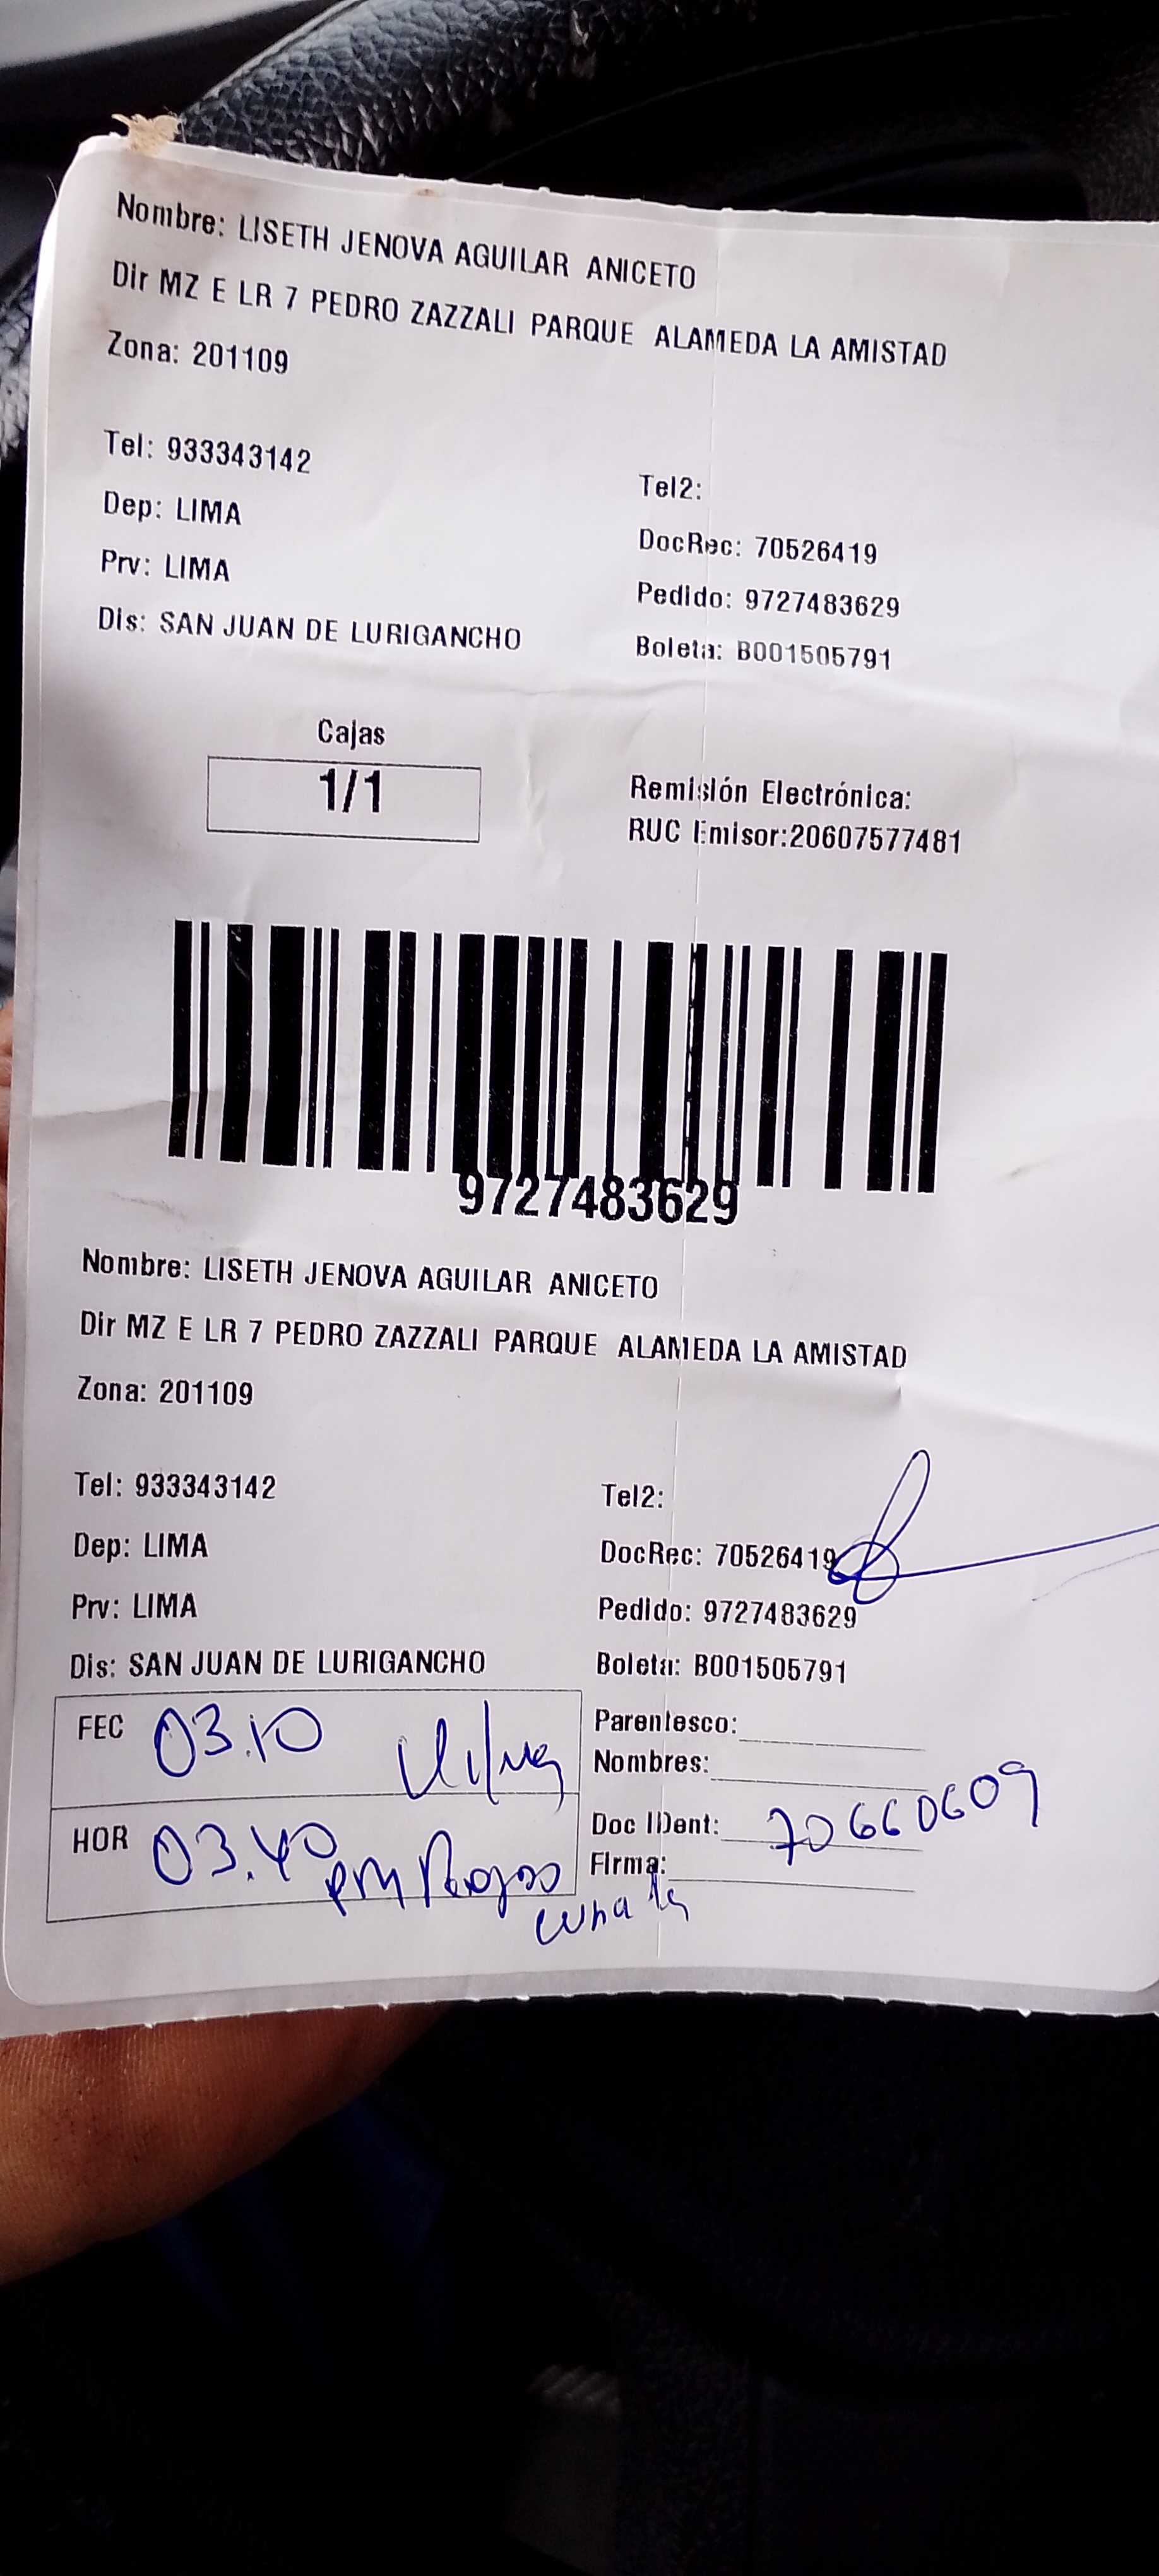 Nombre: LISETH JENOVA AGUILAR ANICETO
Dir MZ E LR 7 PEDRO ZAZZALI PARQUE ALAMEDA LA AMISTAD
Zona: 201109
Tel: 933343142
Tel2:
Dep: LIMA
DocRec: 70526419
Prv: LIMA
Pedido: 9727483629
Dis: SAN JUAN DE LURIGANCHO
Boleta: B001505791
Cajas
1/1
Remisión Electrónica:
RUC Emisor:20607577481
9727483629
Nombre: LISETH JENOVA AGUILAR ANICETO
Dir MZ E LR 7 PEDRO ZAZZALI PARQUE ALAMEDA LA AMISTAD
Zona: 201109
Tel: 933343142
Tel2:
Dep: LIMA
DocRec: 70526419
Prv: LIMA
Pedido: 9727483629
Dis: SAN JUAN DE LURIGANCHO
Boleta: B001505791
FEC 03.10
Parentesco:
Nombres:
HOR 03.40 pm
Doc IDent: 70660609
Firma: